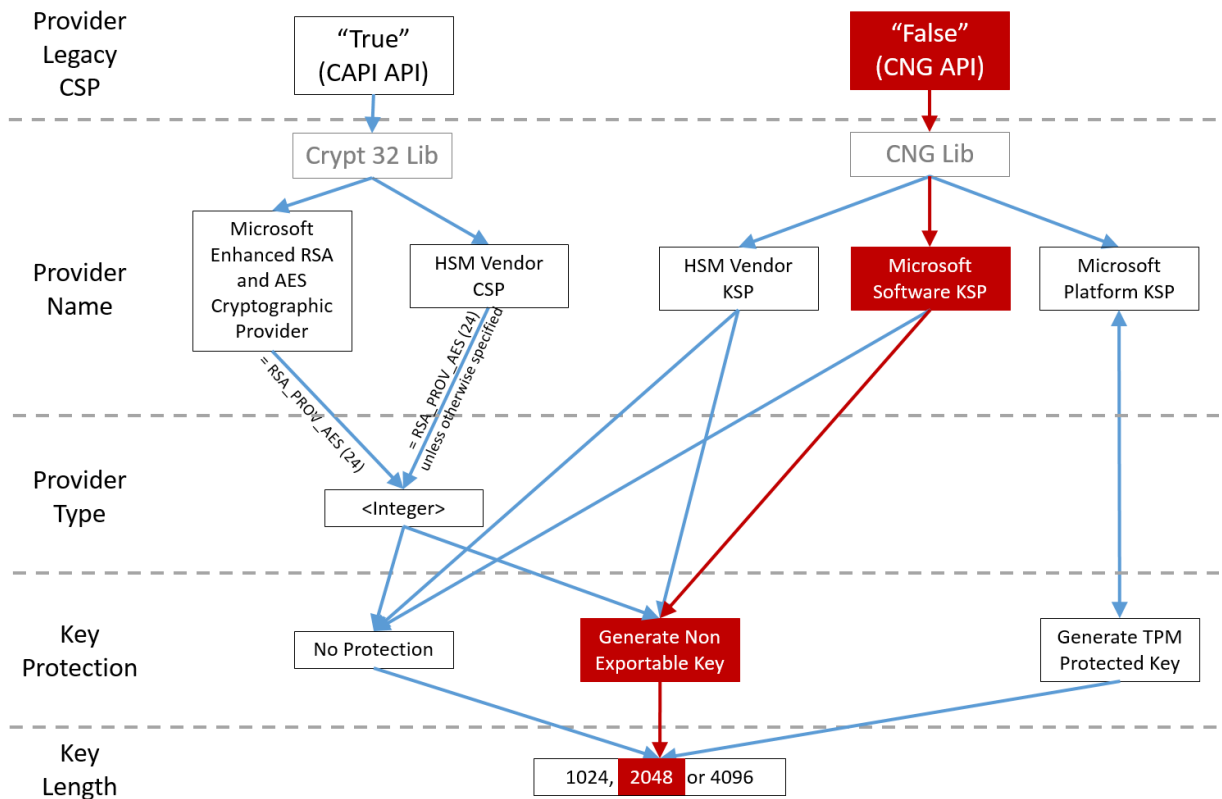 Provider
Legacy
CSP
“True”
(CAPI API)
“False”
(CNG API)
Crypt 32 Lib
CNG Lib
Provider
Name
Microsoft
Enhanced RSA
and AES
Cryptographic
Provider
HSM Vendor
CSP
HSM Vendor
KSP
Microsoft
Software KSP
Microsoft
Platform KSP
= RSA_PROV_AES (24)
= RSA_PROV_AES (24)
unless otherwise specified
Provider
Type
<Integer>
Key
Protection
No Protection
Generate Non
Exportable Key
Generate TPM
Protected Key
Key
Length
1024, 2048 or 4096